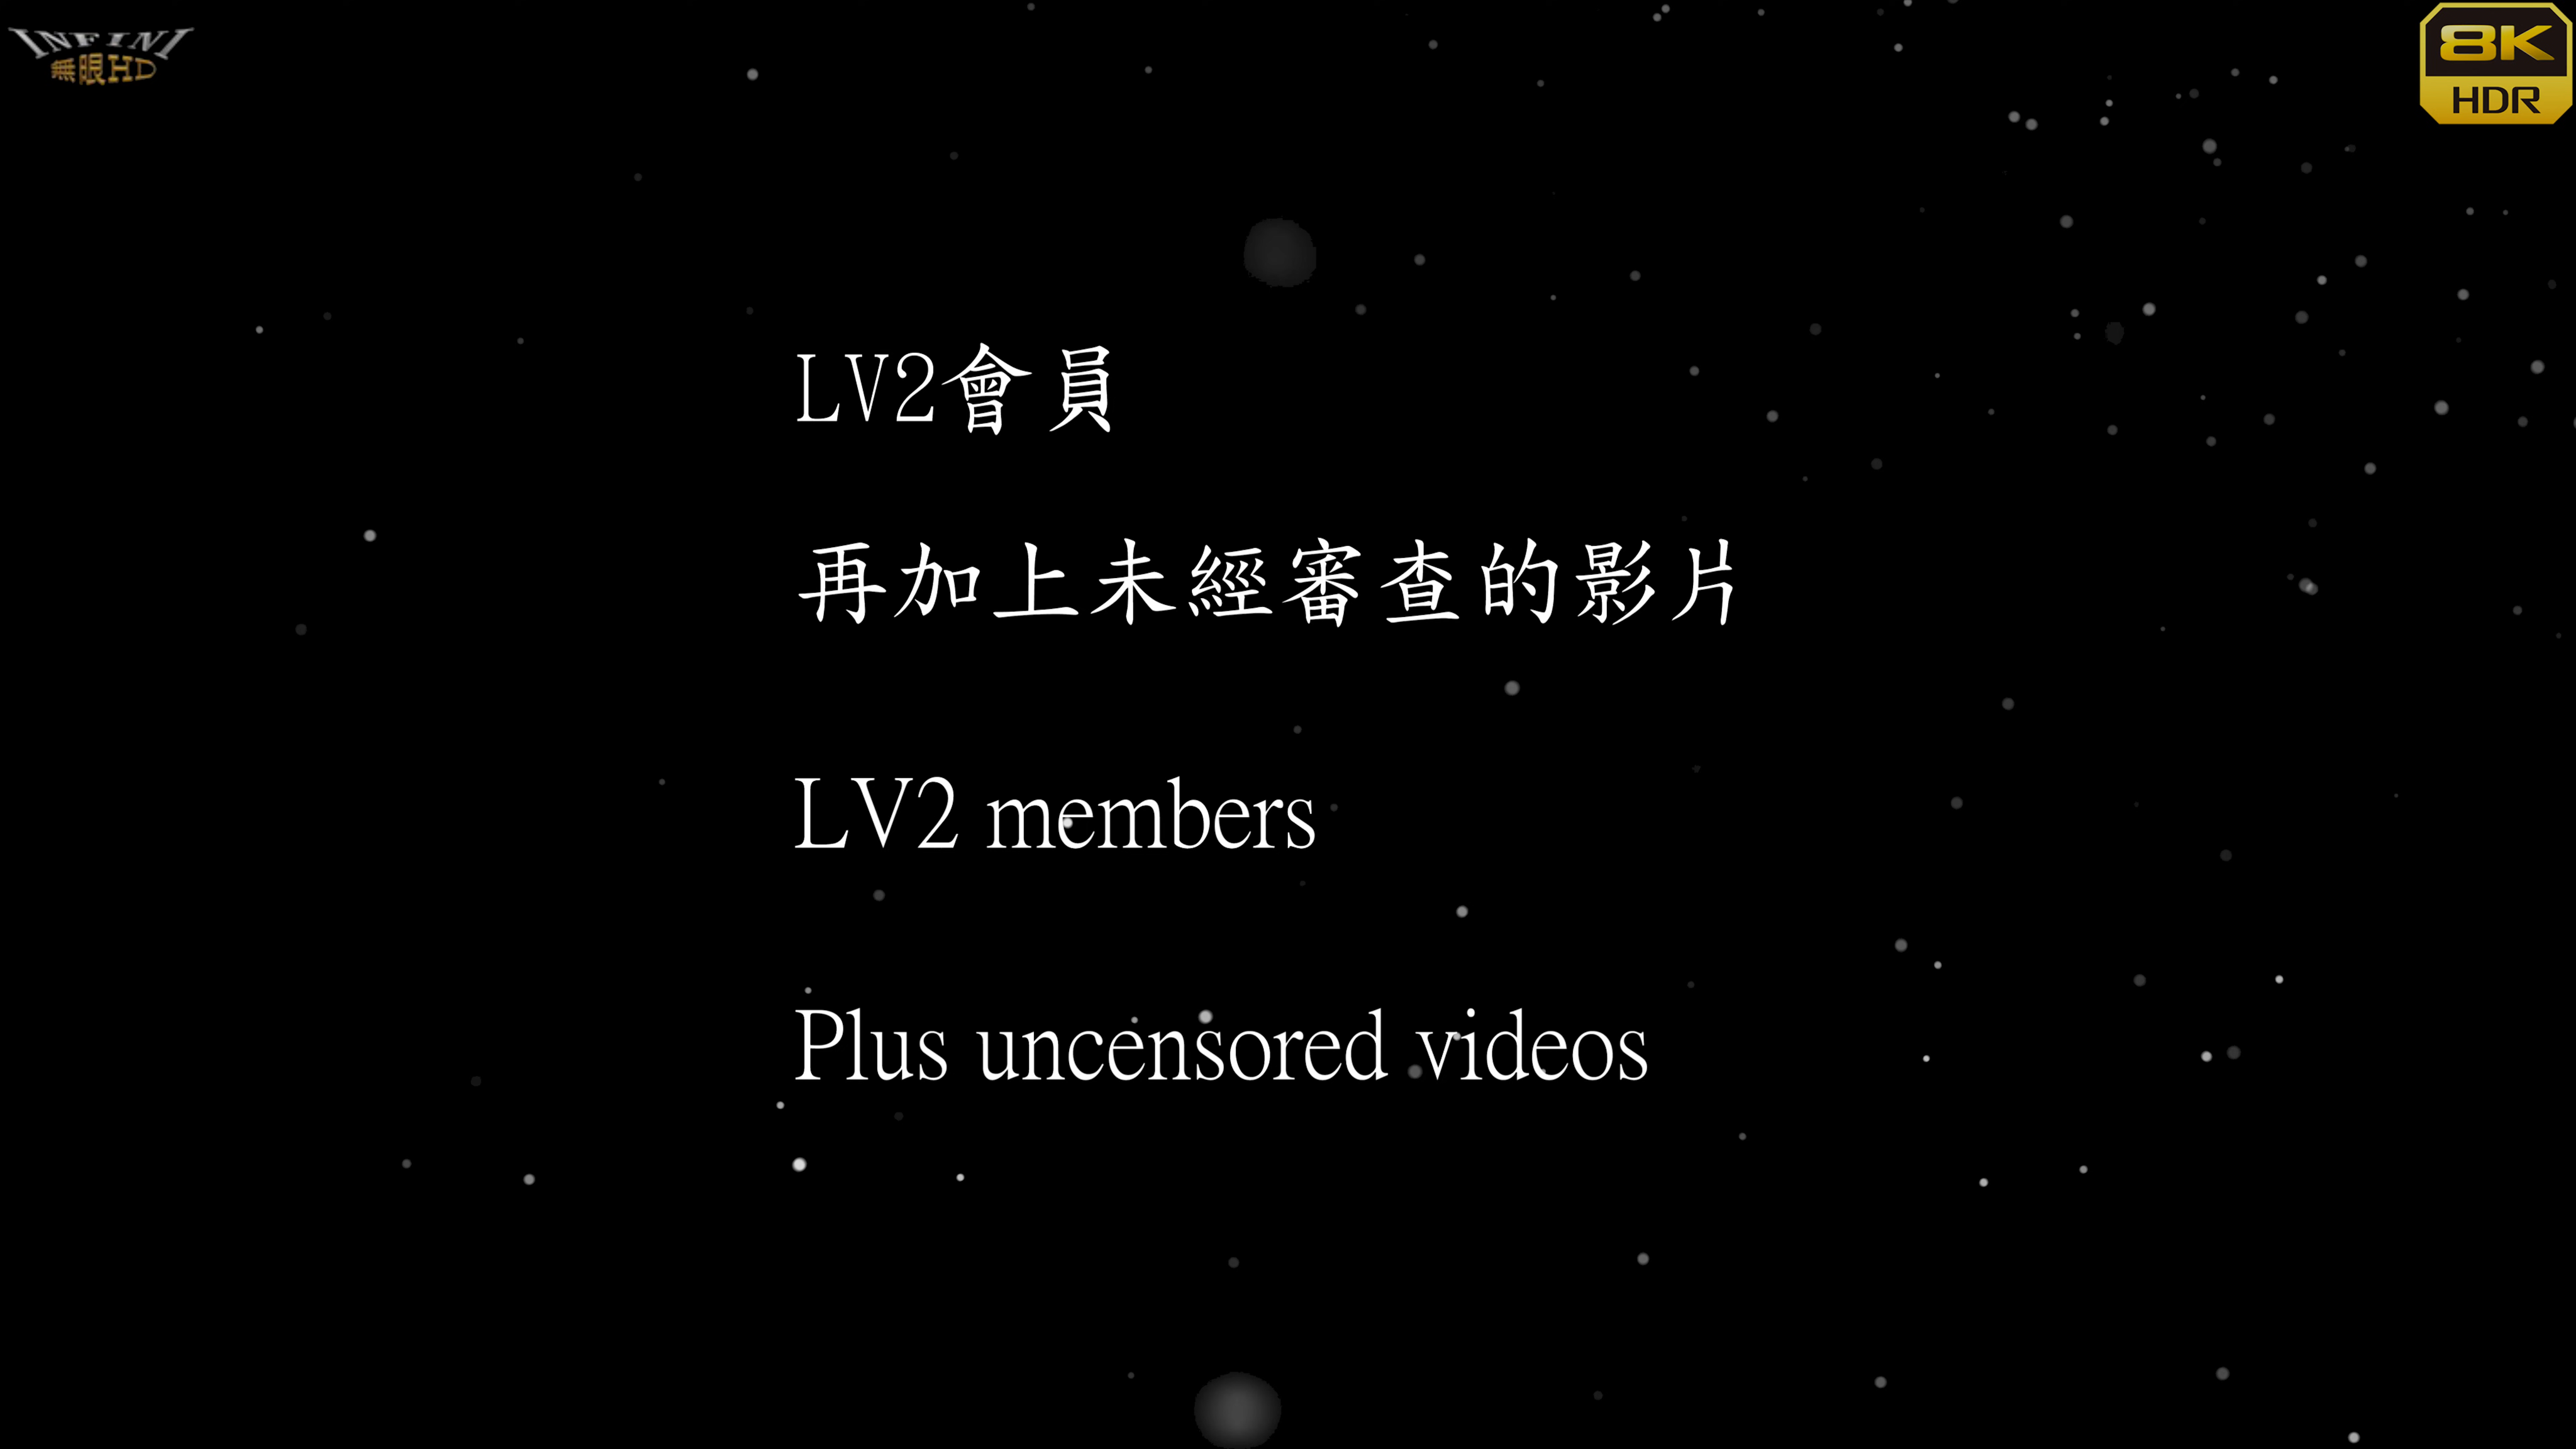 INFINI
無限HD
8K
HDR
LV2會員
再加上未經審查的影片
LV2 members
Plus uncensored videos